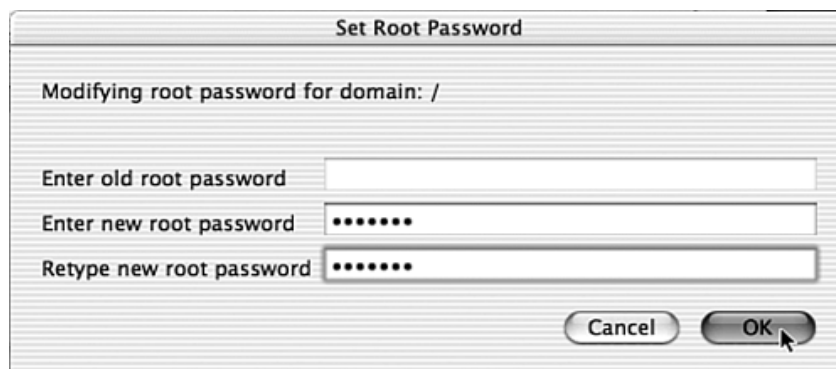 Set Root Password
Modifying root password for domain: /
Enter old root password
Enter new root password •••••••
Retype new root password •••••••
Cancel OK